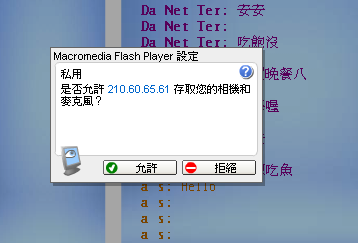 Da Net Ter: 安安
Da Net Ter:
Da Net Ter: 吃飽沒
Macromedia Flash Player 設定
晚餐八
私用
是否允許 210.60.65.61 存取您的相機和
麥克風？
允許
拒絕
吃魚
a s: Hello
a s:
a s:
a s: